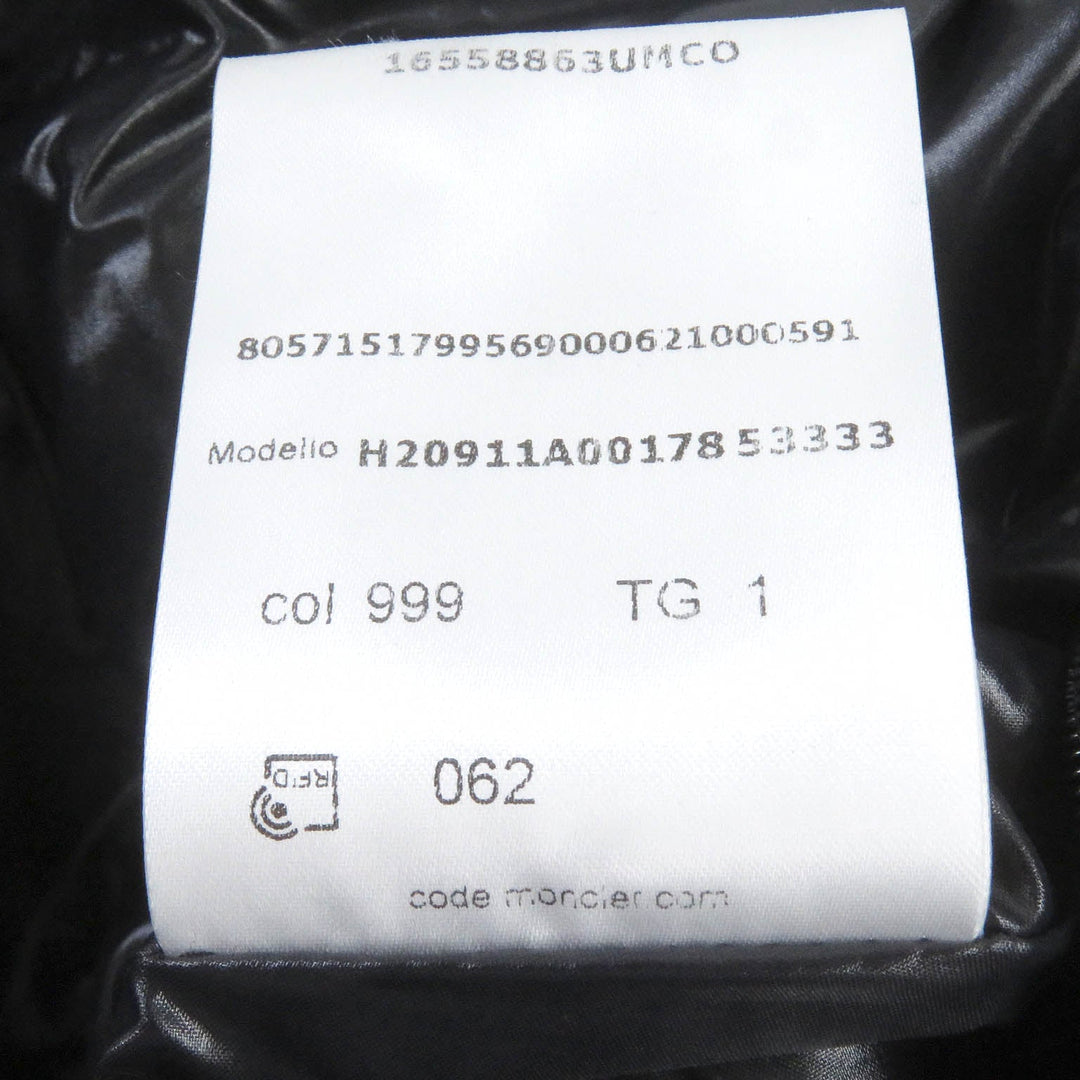 16558863UMCO
8057151799569000621000591
Modello H20911A00178 53333
col 999 TG 1
RFID 062
code moncler com